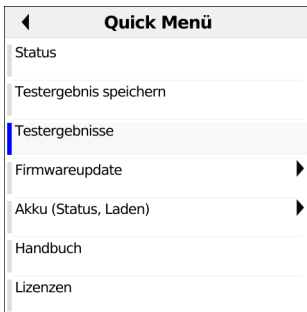 Quick Menü
Status
Testergebnis speichern
Testergebnisse
Firmwareupdate
Akku (Status, Laden)
Handbuch
Lizenzen